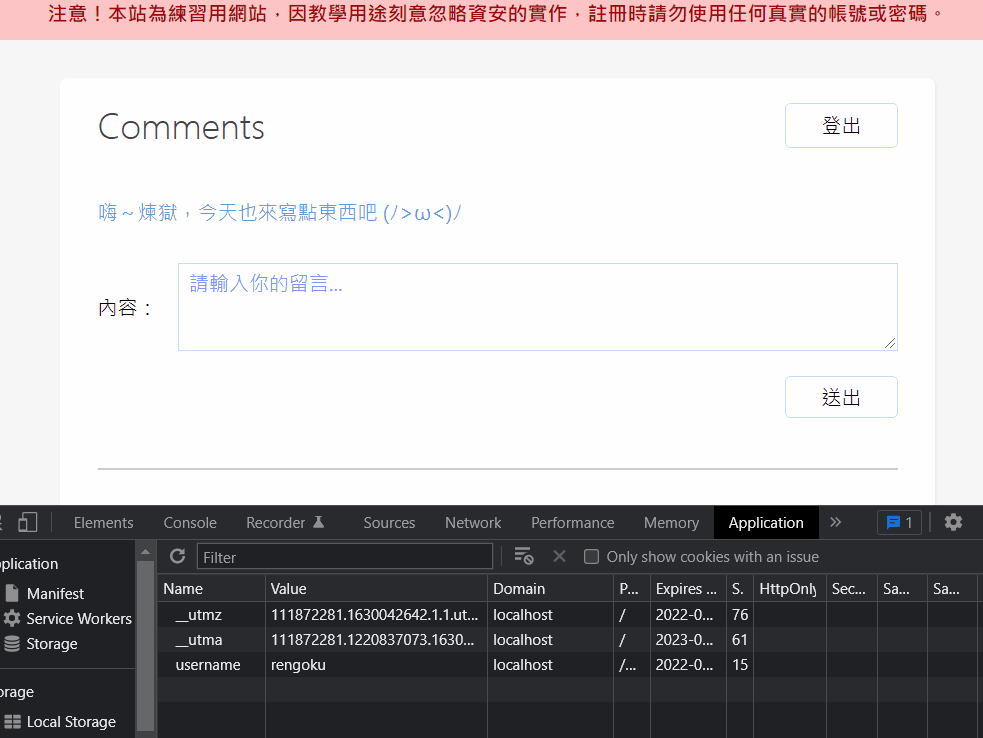 注意！本站為練習用網站，因教學用途刻意忽略資安的實作，註冊時請勿使用任何真實的帳號或密碼。
Comments
登出
嗨～煉獄，今天也來寫點東西吧 (ﾉ>ω<)ﾉ
內容：
請輸入你的留言...
送出
Elements Console Recorder Sources Network Performance Memory Application » 1
pplication
Filter
Only show cookies with an issue
Manifest
Service Workers
Storage
orage
Local Storage
Name Value Domain P... Expires ... S. HttpOnly Sec... Sa... Sa...
__utmz 111872281.1630042642.1.1.ut... localhost / 2022-0... 76
__utma 111872281.1220837073.1630... localhost / 2023-0... 61
username rengoku localhost /... 2022-0... 15